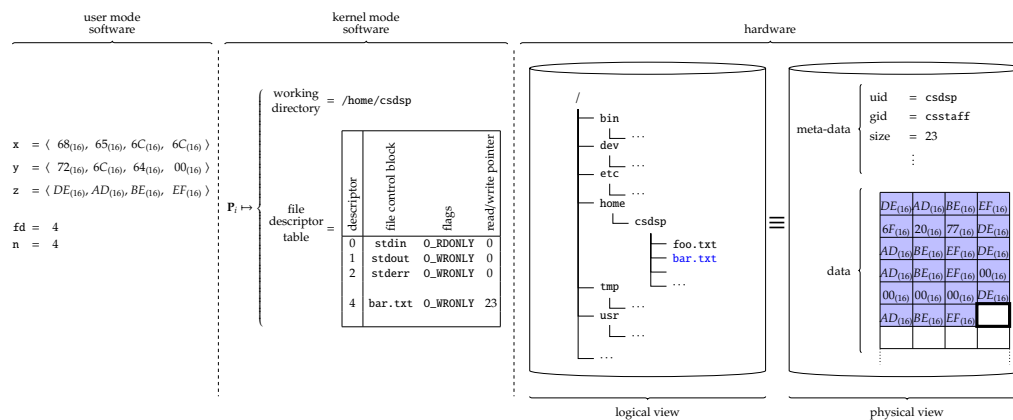 user mode
software
kernel mode
software
hardware
x = ⟨ 68(16), 65(16), 6C(16), 6C(16) ⟩
y = ⟨ 72(16), 6C(16), 64(16), 00(16) ⟩
z = ⟨ DE(16), AD(16), BE(16), EF(16) ⟩
fd = 4
n = 4
Pi ↦
working
directory = /home/csdsp
file
descriptor
table =
descriptor file control block flags read/write pointer
0 stdin O_RDONLY 0
1 stdout O_WRONLY 0
2 stderr O_WRONLY 0
4 bar.txt O_WRONLY 23
/
bin
...
dev
...
etc
...
home
csdsp
foo.txt
bar.txt
...
tmp
...
usr
...
...
≡
meta-data
uid = csdsp
gid = csstaff
size = 23
⋮
data
DE(16) AD(16) BE(16) EF(16)
6F(16) 20(16) 77(16) DE(16)
AD(16) BE(16) EF(16) DE(16)
AD(16) BE(16) EF(16) 00(16)
00(16) 00(16) 00(16) DE(16)
AD(16) BE(16) EF(16)
logical view
physical view